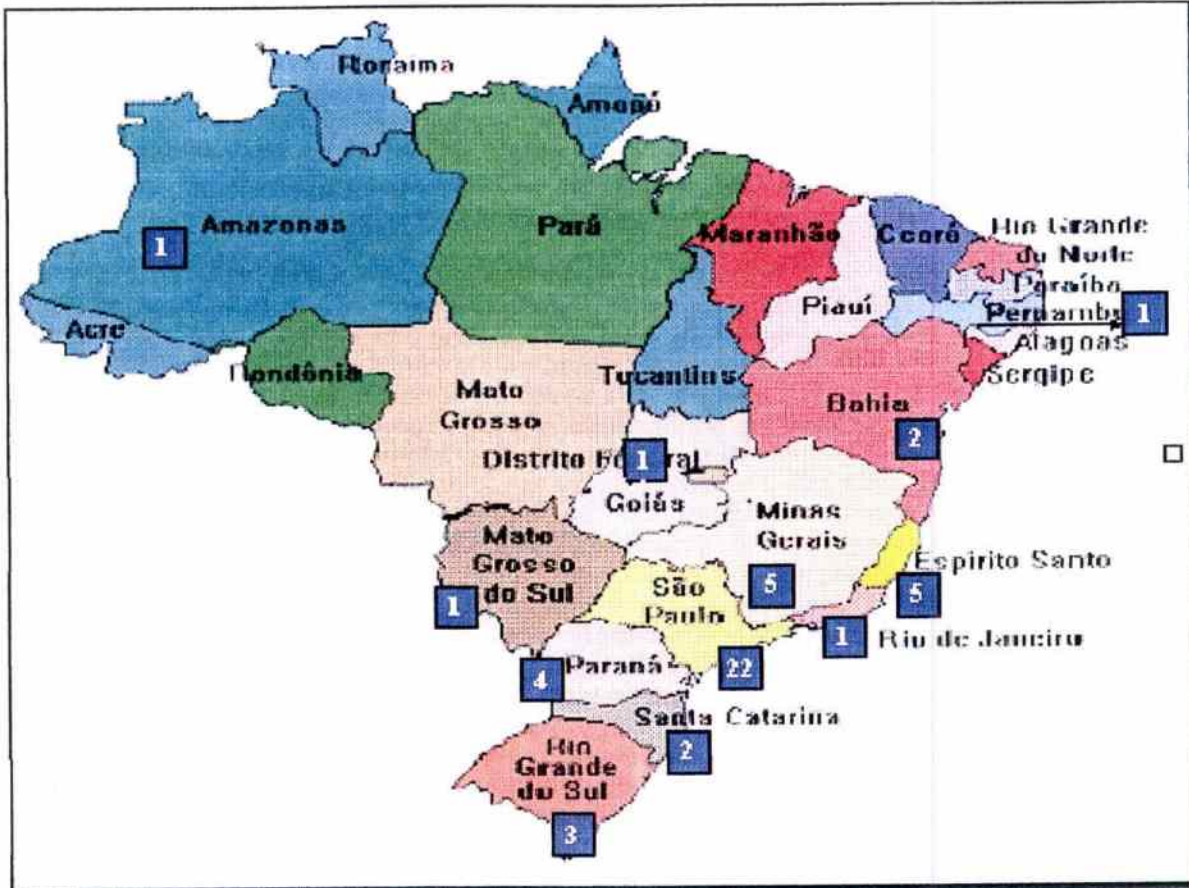 Roraima
Amapá
Amazonas
1
Pará
Maranhão
Ceará
Rio Grande
do Norte
Paraíba
Pernambu
1
Alagoas
Sergipe
Piauí
Acre
Rondônia
Tocantins
Bahia
2
Mato
Grosso
Distrito Federal
1
Goiás
Minas
Gerais
5
Espirito Santo
5
Mato
Grosso
do Sul
1
São
Paulo
22
1
Rio de Janeiro
4
Paraná
Santa Catarina
2
Rio
Grande
do Sul
3